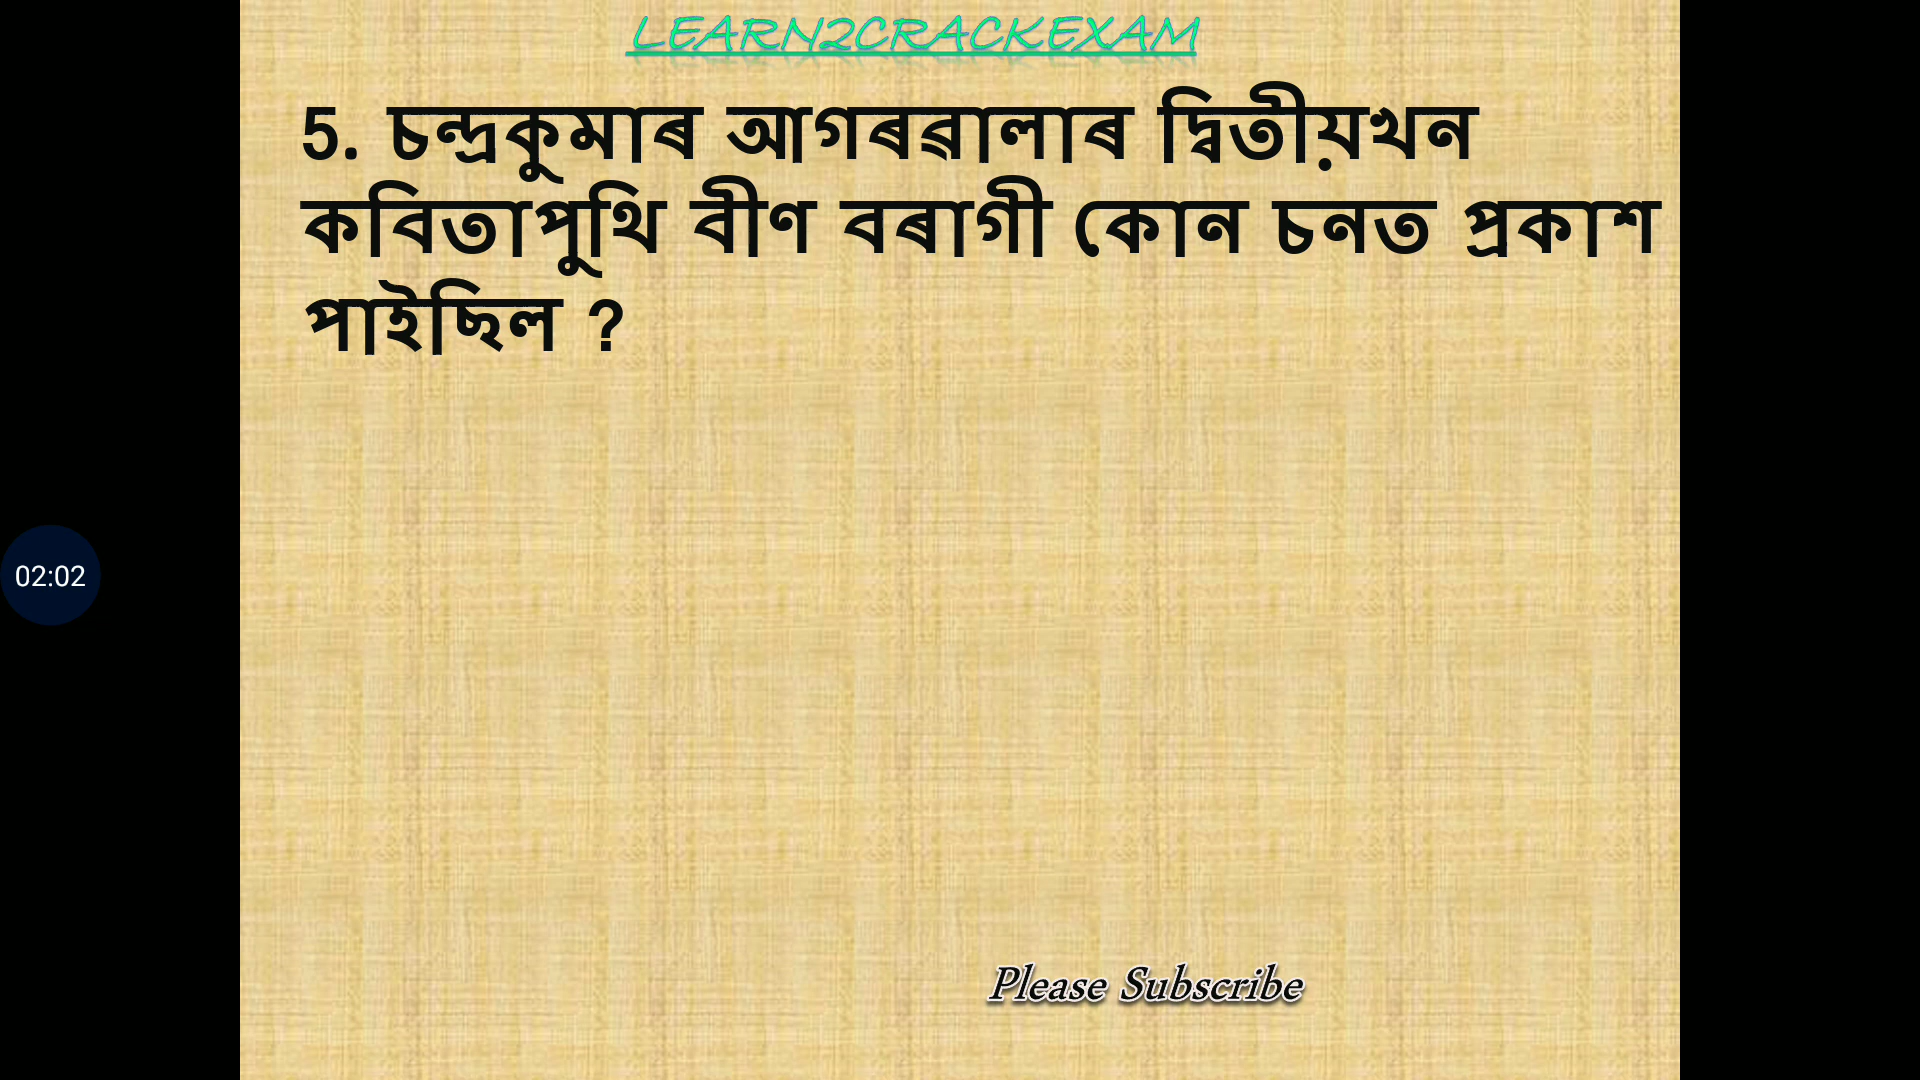 LEARN2CRACKEXAM
5. চন্দ্ৰকুমাৰ আগৰৱালাৰ দ্বিতীয়খন
কবিতাপুথি বীণ বৰাগী কোন চনত প্ৰকাশ
পাইছিল ?
02:02
Please Subscribe